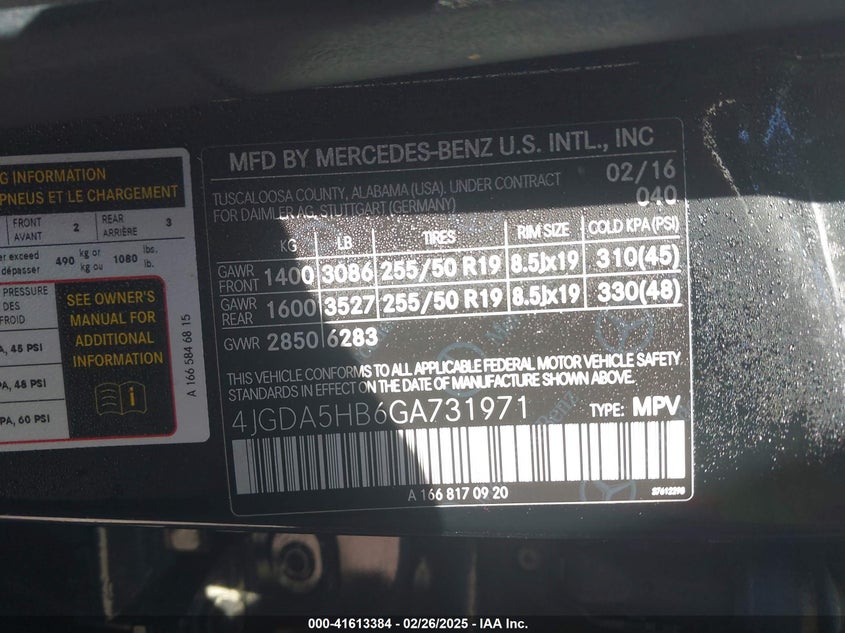 G INFORMATION
PNEUS ET LE CHARGEMENT
FRONT
AVANT 2 REAR
ARRIÈRE 3
er exceed
dépasser 490 kg or
kg ou 1080 lbs.
lb.
PRESSURE
DES
FROID
A, 45 PSI
A, 48 PSI
A, 60 PSI
SEE OWNER'S
MANUAL FOR
ADDITIONAL
INFORMATION
A 166 584 68 15
MFD BY MERCEDES-BENZ U.S. INTL., INC
TUSCALOOSA COUNTY, ALABAMA (USA). UNDER CONTRACT 02/16
FOR DAIMLER AG, STUTTGART (GERMANY) 040
KG LB TIRES RIM SIZE COLD KPA (PSI)
GAWR
FRONT 1400 3086 255/50 R19 8.5Jx19 310(45)
GAWR
REAR 1600 3527 255/50 R19 8.5Jx19 330(48)
GVWR 2850 6283
THIS VEHICLE CONFORMS TO ALL APPLICABLE FEDERAL MOTOR VEHICLE SAFETY
STANDARDS IN EFFECT ON THE DATE OF MANUFACTURE SHOWN ABOVE.
4JGDA5HB6GA731971 TYPE: MPV
A 166 817 09 20
000-41613384 - 02/26/2025 - IAA Inc.